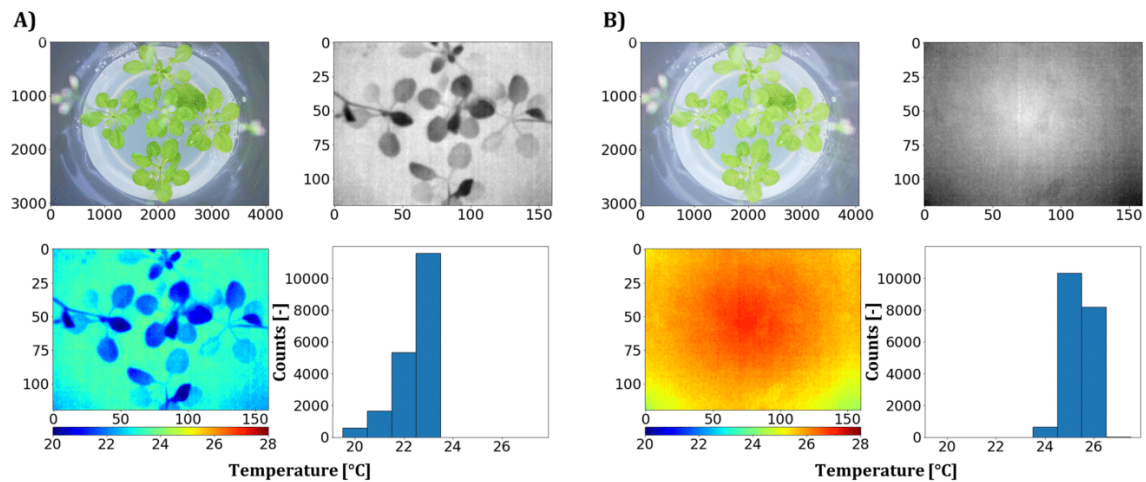 A) B)
0 0 0 0
1000 25 1000 25
2000 50 2000 50
3000 75 3000 75
100 100
0 1000 2000 3000 4000 0 50 100 150 0 1000 2000 3000 4000 0 50 100 150
0 10000 0 10000
25 8000 25 8000
50 6000 50 6000
75 4000 75 4000
100 2000 100 2000
0 0
Counts [-] Counts [-]
0 50 100 150 20 22 24 26 0 50 100 150 20 22 24 26
20 22 24 26 28 20 22 24 26 28
Temperature [°C] Temperature [°C]